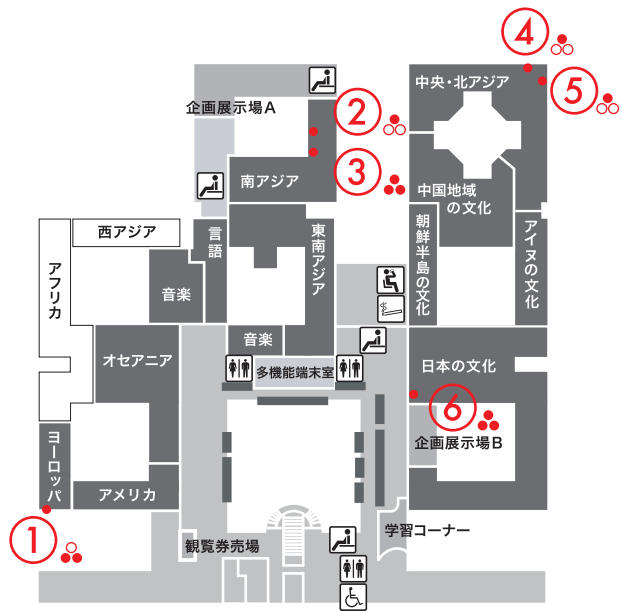 ④
中央・北アジア
⑤
企画展示場A
②
③
南アジア
中国地域
の文化
西アジア
言語
東南アジア
朝鮮半島の文化
アイヌの文化
アフリカ
音楽
音楽
オセアニア
多機能端末室
日本の文化
⑥
企画展示場B
ヨーロッパ
アメリカ
①
観覧券売場
学習コーナー